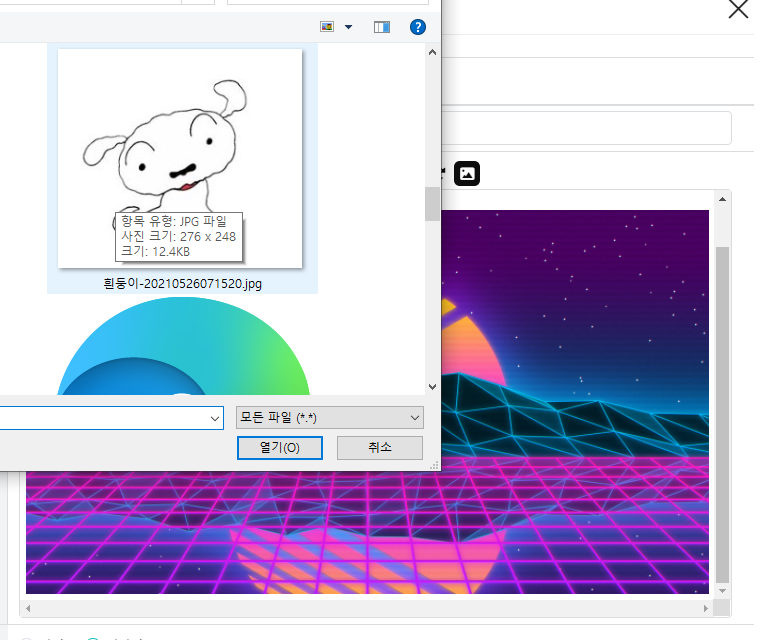 항목 유형: JPG 파일
사진 크기: 276 x 248
크기: 12.4KB
흰둥이-20210526071520.jpg
모든 파일 (*.*)
열기(O)
취소